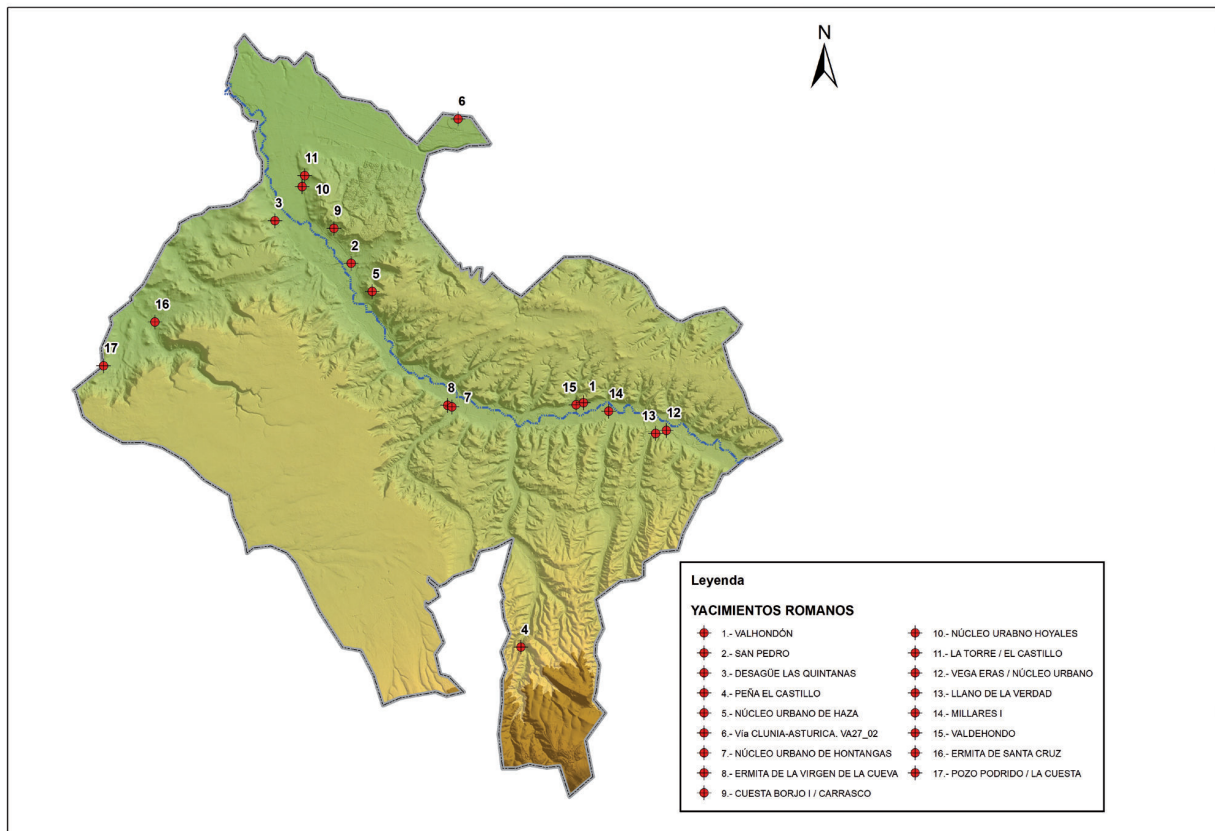 N
6
11
10
3
9
2
5
16
17
8
7
15
1
14
13
12
4
Leyenda
YACIMIENTOS ROMANOS
1.- VALHONDÓN
2.- SAN PEDRO
3.- DESAGÜE LAS QUINTANAS
4.- PEÑA EL CASTILLO
5.- NÚCLEO URBANO DE HAZA
6.- Vía CLUNIA-ASTURICA. VA27_02
7.- NÚCLEO URBANO DE HONTANGAS
8.- ERMITA DE LA VIRGEN DE LA CUEVA
9.- CUESTA BORJO I / CARRASCO
10.- NÚCLEO URABNO HOYALES
11.- LA TORRE / EL CASTILLO
12.- VEGA ERAS / NÚCLEO URBANO
13.- LLANO DE LA VERDAD
14.- MILLARES I
15.- VALDEHONDO
16.- ERMITA DE SANTA CRUZ
17.- POZO PODRIDO / LA CUESTA